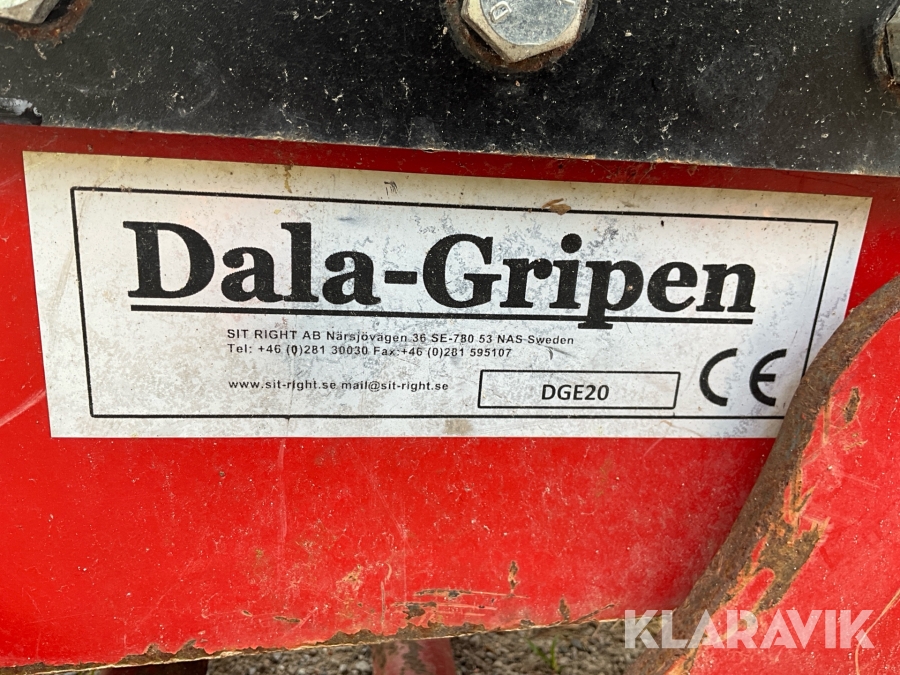 Dala-Gripen
SIT RIGHT AB Närsjövägen 36 SE-780 53 NAS Sweden
Tel: +46 (0)281 30030 Fax:+46 (0)281 595107
www.sit-right.se mail@sit-right.se
DGE20
CE
KLARAVIK